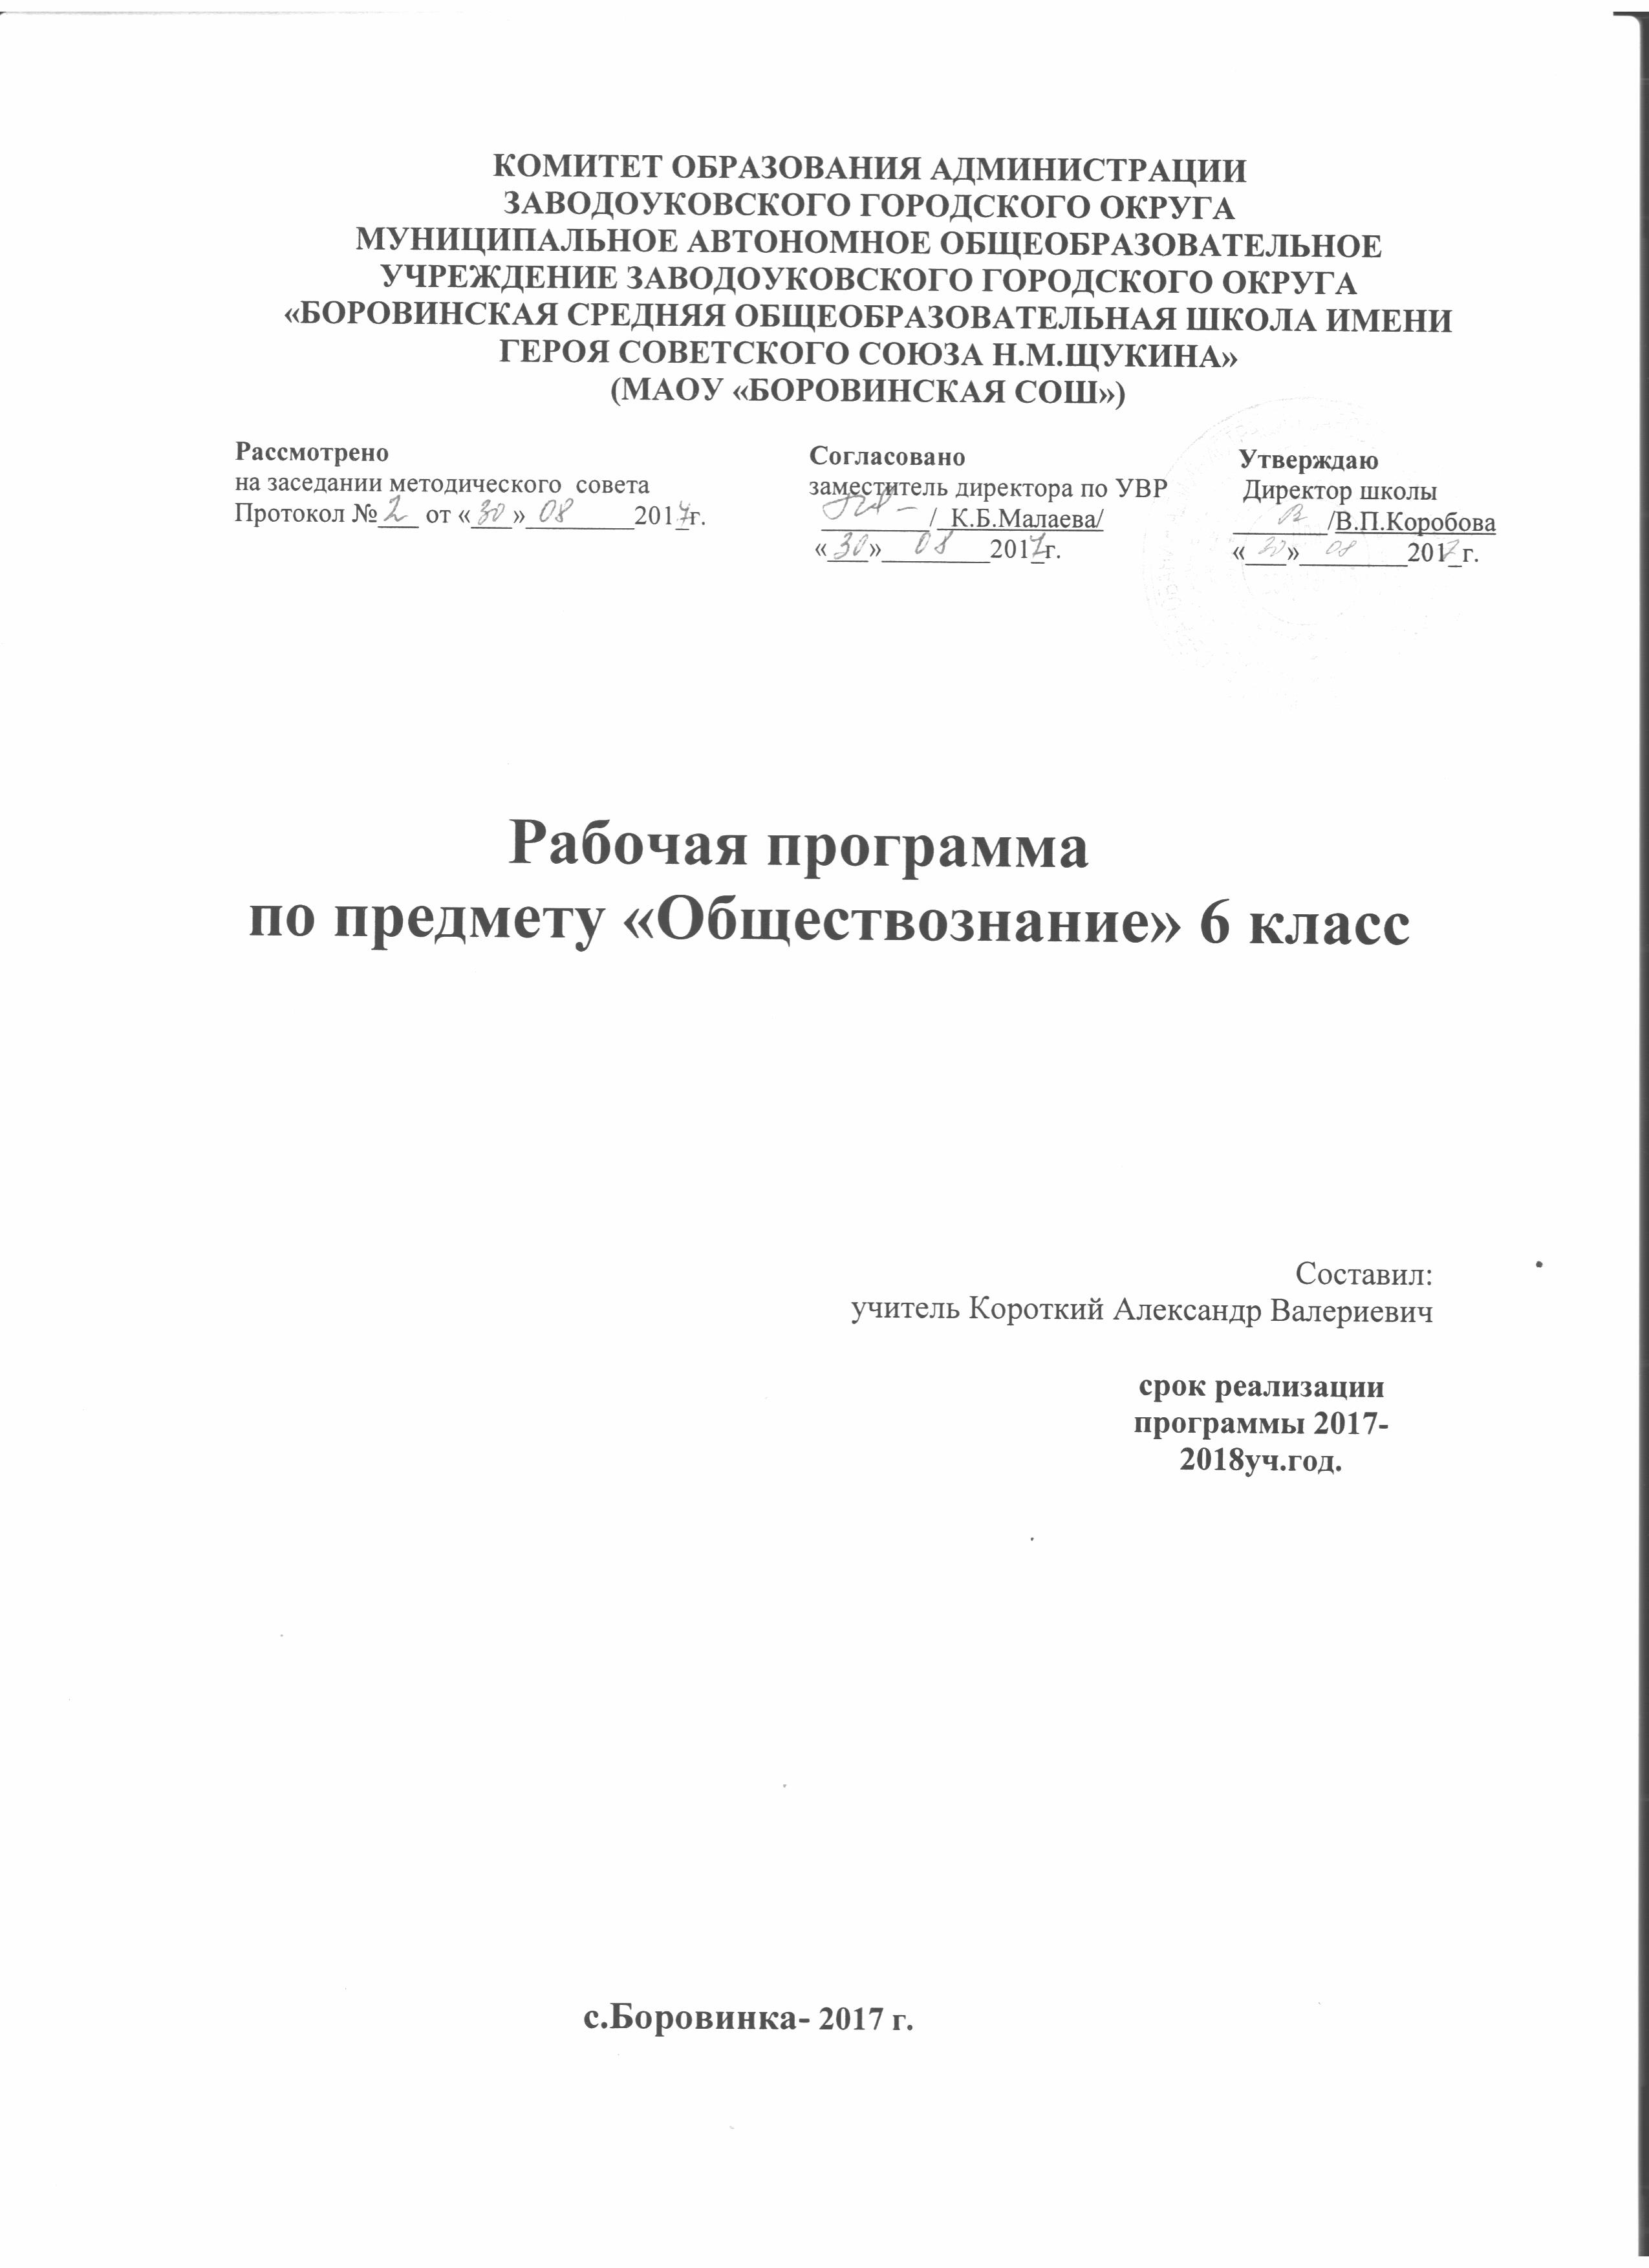 КОМИТЕТ ОБРАЗОВАНИЯ АДМИНИСТРАЦИИ
ЗАВОДОУКОВСКОГО ГОРОДСКОГО ОКРУГА
МУНИЦИПАЛЬНОЕ АВТОНОМНОЕ ОБЩЕОБРАЗОВАТЕЛЬНОЕ
УЧРЕЖДЕНИЕ ЗАВОДОУКОВСКОГО ГОРОДСКОГО ОКРУГА
«БОРОВИНСКАЯ СРЕДНЯЯ ОБЩЕОБРАЗОВАТЕЛЬНАЯ ШКОЛА ИМЕНИ
ГЕРОЯ СОВЕТСКОГО СОЮЗА Н.М.ЩУКИНА»
(МАОУ «БОРОВИНСКАЯ СОШ»)
Рассмотрено
на заседании методического совета
Протокол № 2 от «30» 08 2017г.
Согласовано
заместитель директора по УВР
/ К.Б.Малаева/
«30» 08 2017г.
Утверждаю
Директор школы
/В.П.Коробова
«30» 08 2017г.
Рабочая программа
по предмету «Обществознание» 6 класс
Составил:
учитель Короткий Александр Валериевич
срок реализации
программы 2017-
2018уч.год.
с.Боровинка- 2017 г.